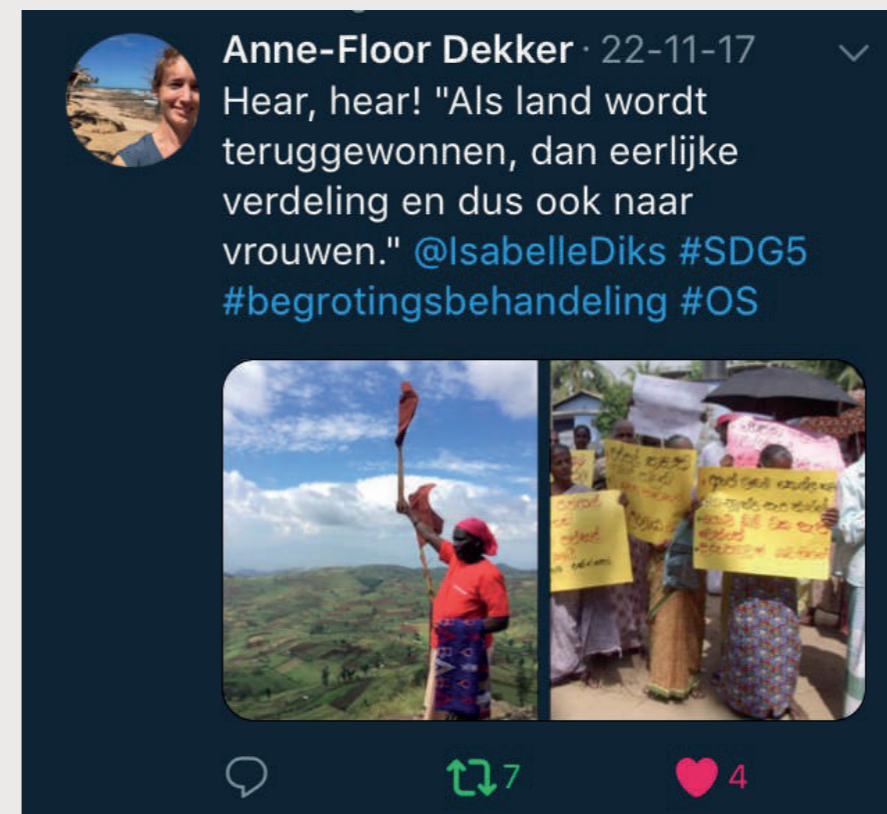 Anne-Floor Dekker · 22-11-17
Hear, hear! "Als land wordt
teruggewonnen, dan eerlijke
verdeling en dus ook naar
vrouwen." @IsabelleDiks #SDG5
#begrotingsbehandeling #OS
7
4